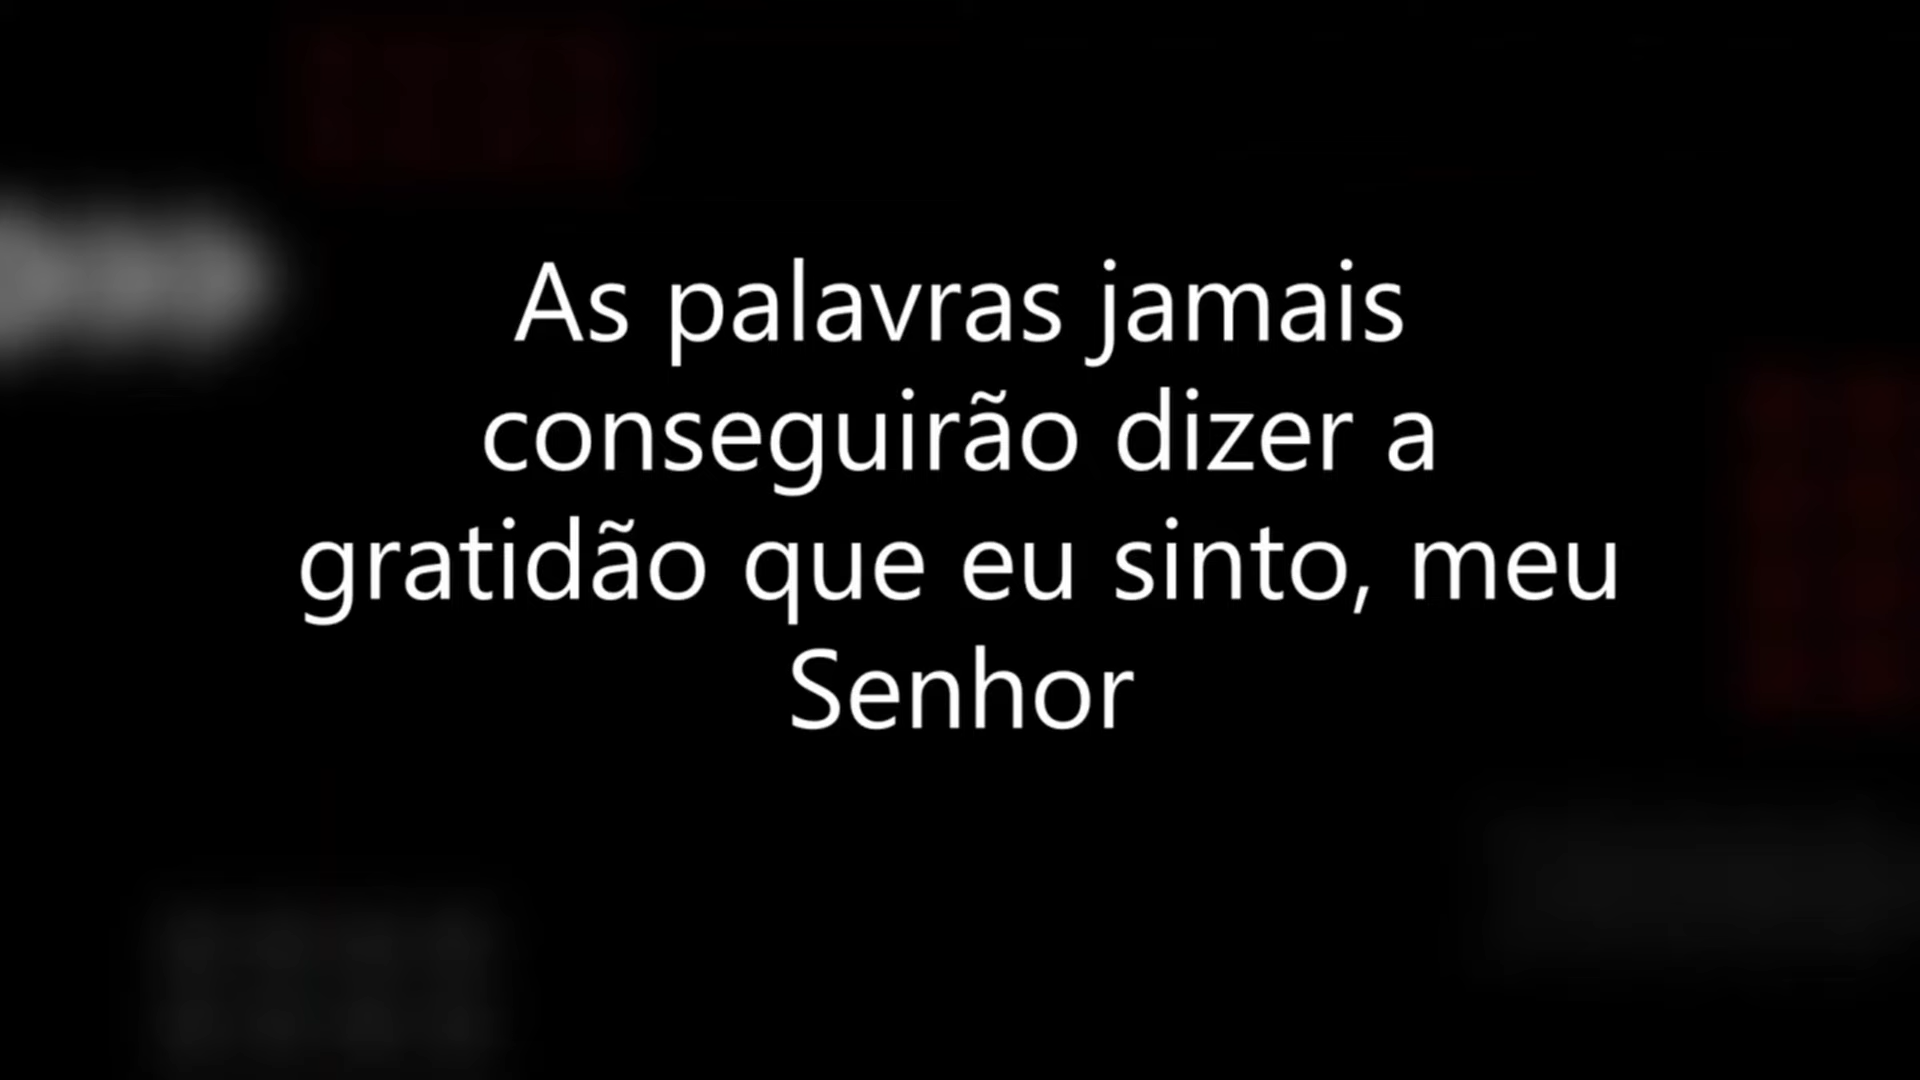 As palavras jamais
conseguirão dizer a
gratidão que eu sinto, meu
Senhor